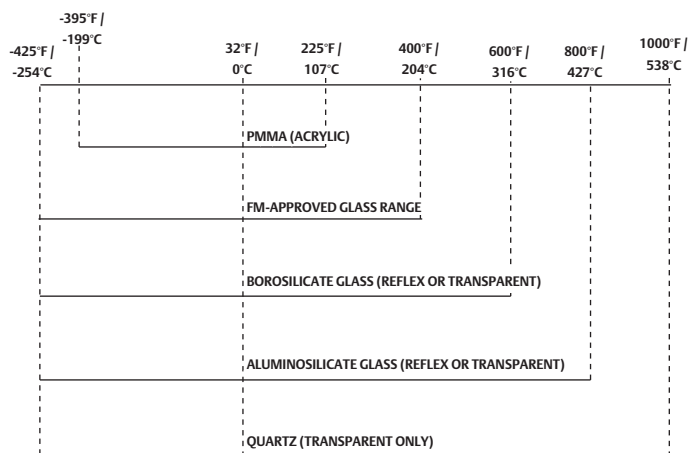 -395°F /
-199°C
-425°F /
-254°C
32°F /
0°C
225°F /
107°C
400°F /
204°C
600°F /
316°C
800°F /
427°C
1000°F /
538°C
PMMA (ACRYLIC)
FM-APPROVED GLASS RANGE
BOROSILICATE GLASS (REFLEX OR TRANSPARENT)
ALUMINOSILICATE GLASS (REFLEX OR TRANSPARENT)
QUARTZ (TRANSPARENT ONLY)